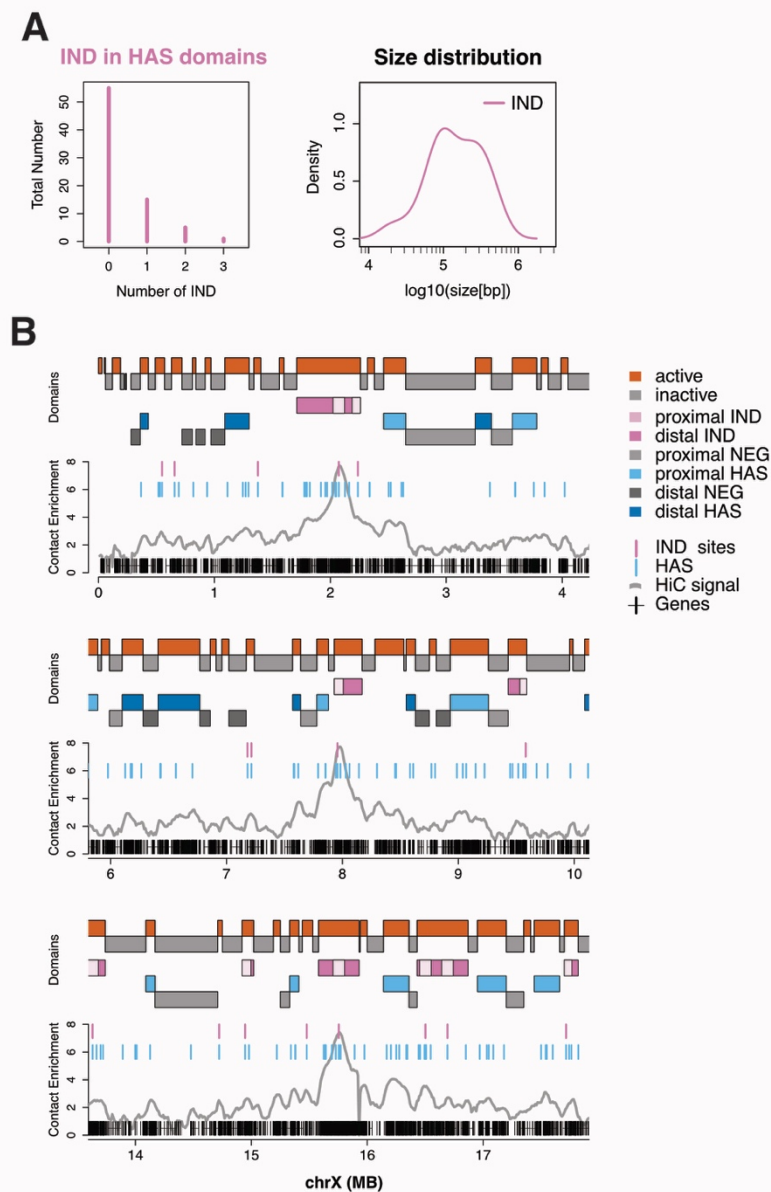 A
IND in HAS domains
Size distribution
Total Number
0 10 20 30 40 50
0 1 2 3
Number of IND
IND
Density
0.0 0.5 1.0
4 5 6
log10(size[bp])
B
Domains
Contact Enrichment
0 2 4 6 8
0 1 2 3 4
active
inactive
proximal IND
distal IND
proximal NEG
proximal HAS
distal NEG
distal HAS
IND sites
HAS
HiC signal
Genes
Domains
Contact Enrichment
0 2 4 6 8
6 7 8 9 10
Domains
Contact Enrichment
0 2 4 6 8
14 15 16 17
chrX (MB)